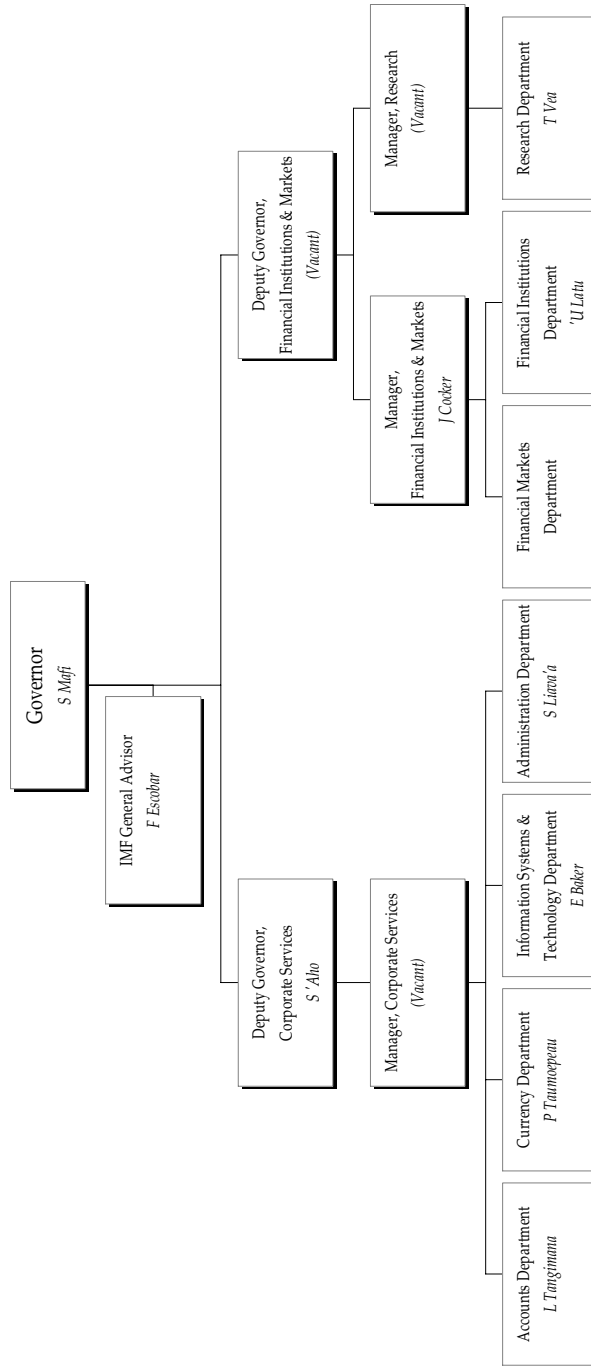 Governor
S Mafi
IMF General Advisor
F Escobar
Deputy Governor,
Corporate Services
S 'Aho
Deputy Governor,
Financial Institutions & Markets
(Vacant)
Manager, Corporate Services
(Vacant)
Manager,
Financial Institutions & Markets
J Cocker
Manager, Research
(Vacant)
Accounts Department
L Tangimana
Currency Department
P Taumoepeau
Information Systems &
Technology Department
E Baker
Administration Department
S Liava'a
Financial Markets
Department
Financial Institutions
Department
'U Latu
Research Department
T Vea